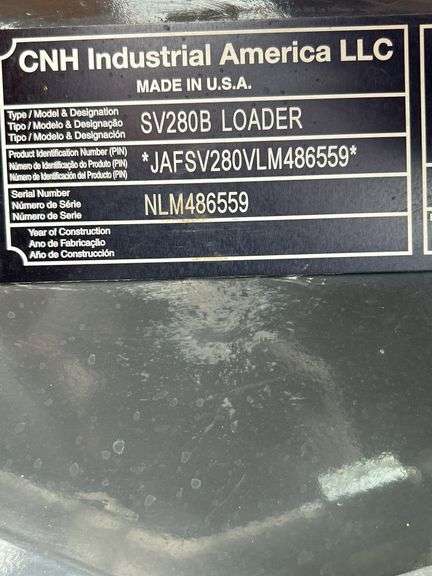 CNH Industrial America LLC
MADE IN U.S.A.
Type / Model & Designation
Tipo / Modelo & Designação
Tipo / Modelo & Designación
SV280B LOADER
Product Identification Number (PIN)
Número de Identificação do Produto (PIN)
Número de Identificación del Producto (PIN)
*JAFSV280VLM486559*
Serial Number
Número de Série
Número de Serie
NLM486559
Year of Construction
Ano de Fabricação
Año de Construcción